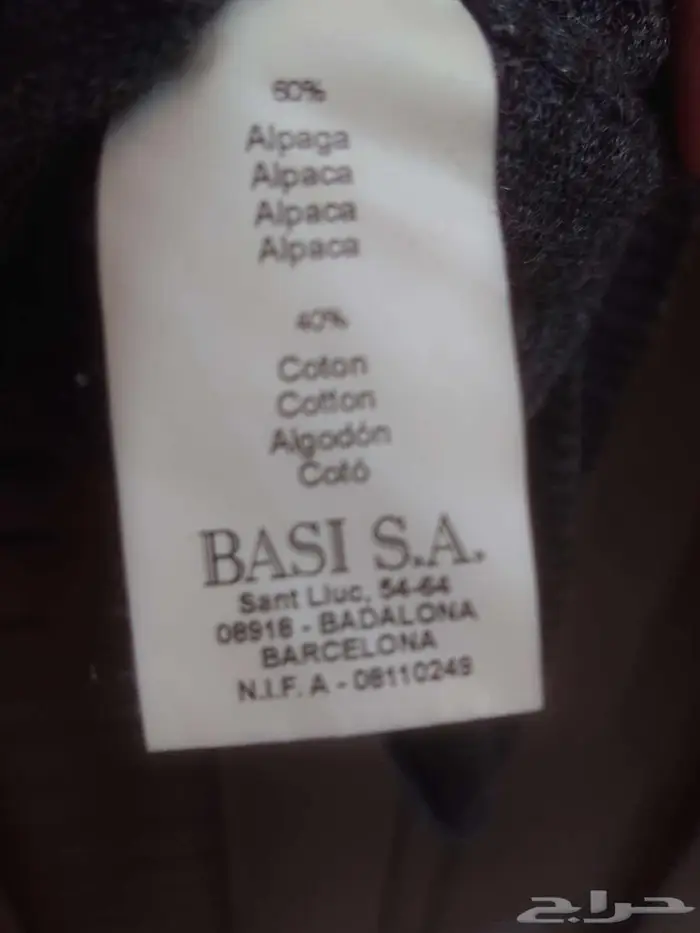 60%
Alpaga
Alpaca
Alpaca
Alpaca
40%
Coton
Cotton
Algodón
Cotó
BASI S.A.
Sant Lluc, 54-64
08918 - BADALONA
BARCELONA
N.I.F. A - 08110249
حراج